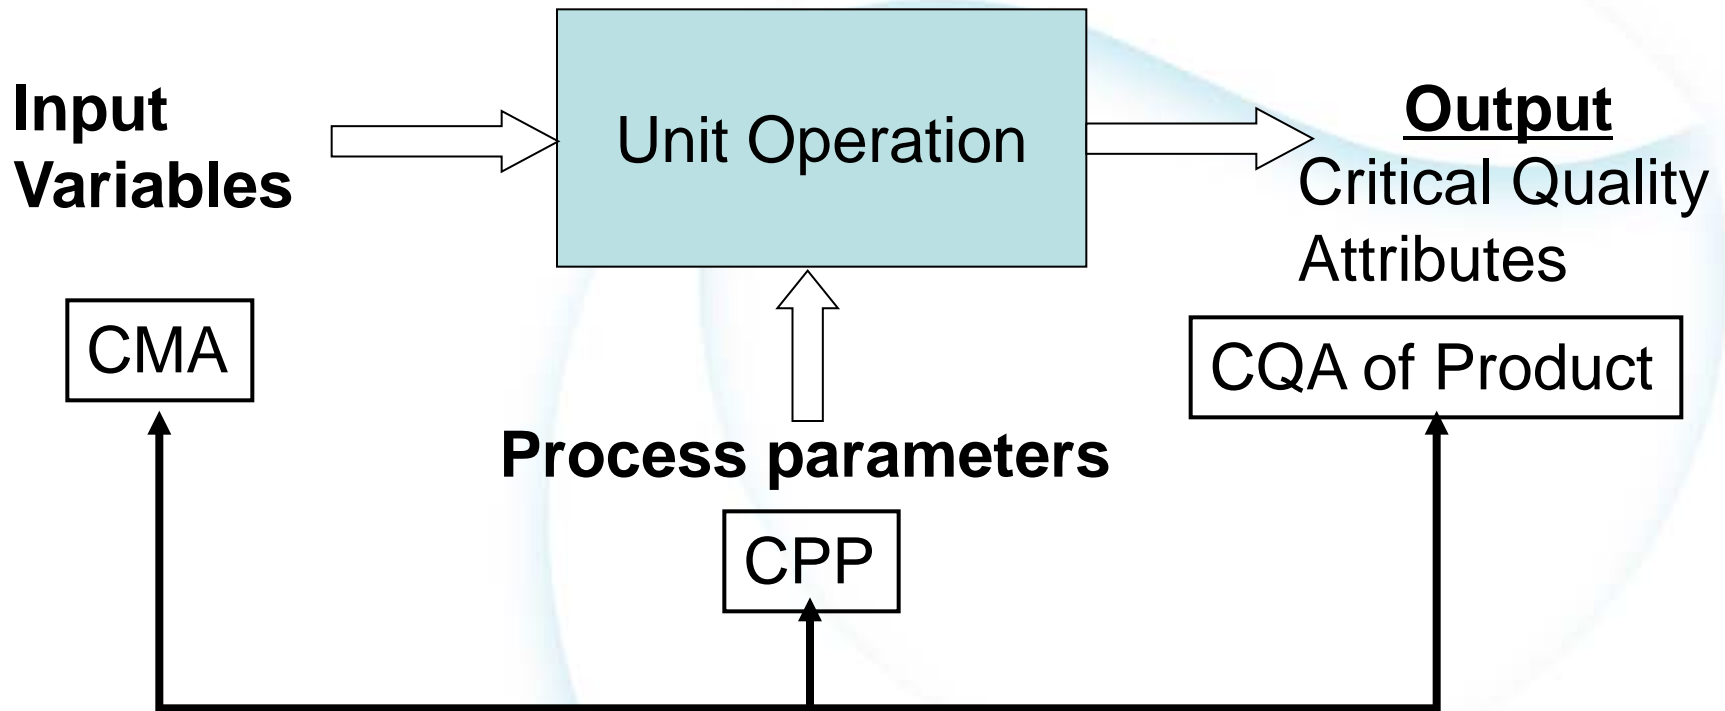 Input
Variables
Unit Operation
Output
Critical Quality
Attributes
CMA
CQA of Product
Process parameters
CPP